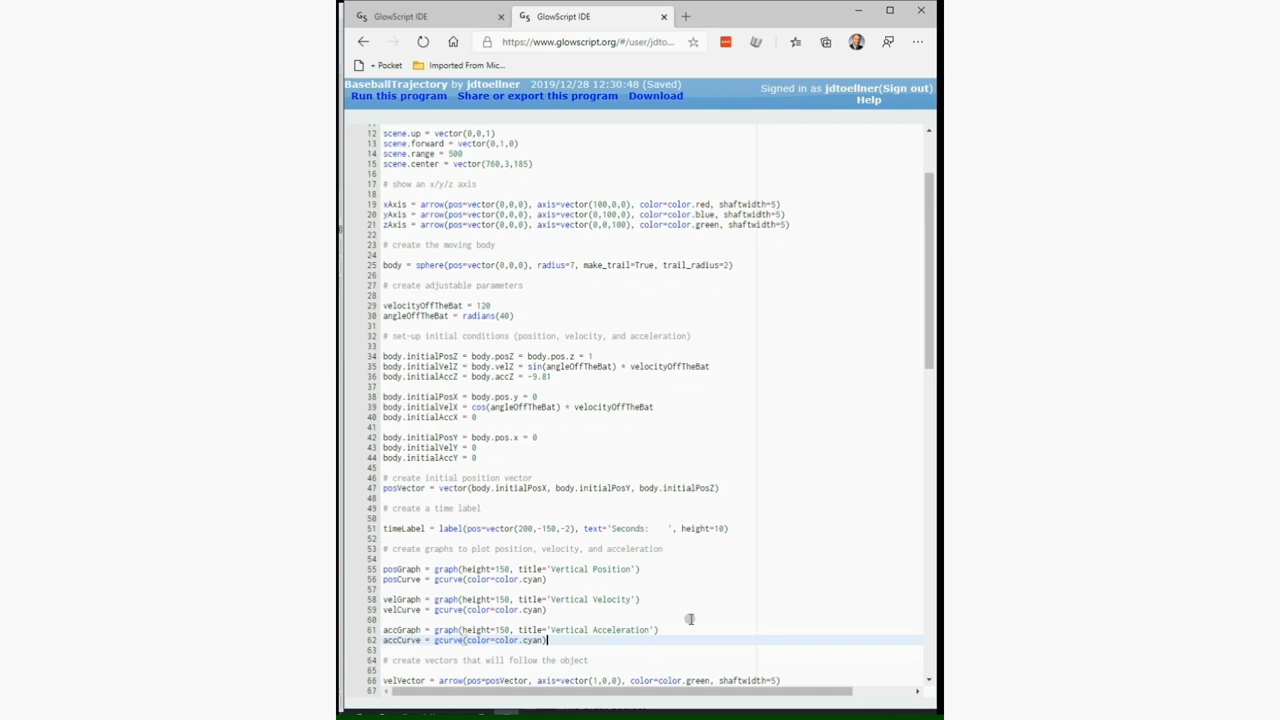 GlowScript IDE
GlowScript IDE
https://www.glowscript.org/#/user/jdto...
+ Pocket
Imported From Mic...
BaseballTrajectory by jdtoellner 2019/12/28 12:30:48 (Saved)
Signed in as jdtoellner(Sign out)
Run this program Share or export this program Download
Help
12 scene.up = vector(0,0,1)
13 scene.forward = vector(0,1,0)
14 scene.range = 500
15 scene.center = vector(760,3,185)
16
17 # show an x/y/z axis
18
19 xAxis = arrow(pos=vector(0,0,0), axis=vector(100,0,0), color=color.red, shaftwidth=5)
20 yAxis = arrow(pos=vector(0,0,0), axis=vector(0,100,0), color=color.blue, shaftwidth=5)
21 zAxis = arrow(pos=vector(0,0,0), axis=vector(0,0,100), color=color.green, shaftwidth=5)
22
23 # create the moving body
24
25 body = sphere(pos=vector(0,0,0), radius=7, make_trail=True, trail_radius=2)
26
27 # create adjustable parameters
28
29 velocityOffTheBat = 120
30 angleOffTheBat = radians(40)
31
32 # set-up initial conditions (position, velocity, and acceleration)
33
34 body.initialPosZ = body.posZ = body.pos.z = 1
35 body.initialVelZ = body.velZ = sin(angleOffTheBat) * velocityOffTheBat
36 body.initialAccZ = body.accZ = -9.81
37
38 body.initialPosX = body.pos.y = 0
39 body.initialVelX = cos(angleOffTheBat) * velocityOffTheBat
40 body.initialAccX = 0
41
42 body.initialPosY = body.pos.x = 0
43 body.initialVelY = 0
44 body.initialAccY = 0
45
46 # create initial position vector
47 posVector = vector(body.initialPosX, body.initialPosY, body.initialPosZ)
48
49 # create a time label
50
51 timeLabel = label(pos=vector(200,-150,-2), text='Seconds:    ', height=10)
52
53 # create graphs to plot position, velocity, and acceleration
54
55 posGraph = graph(height=150, title='Vertical Position')
56 posCurve = gcurve(color=color.cyan)
57
58 velGraph = graph(height=150, title='Vertical Velocity')
59 velCurve = gcurve(color=color.cyan)
60
61 accGraph = graph(height=150, title='Vertical Acceleration')
62 accCurve = gcurve(color=color.cyan)
63
64 # create vectors that will follow the object
65
66 velVector = arrow(pos=posVector, axis=vector(1,0,0), color=color.green, shaftwidth=5)
67